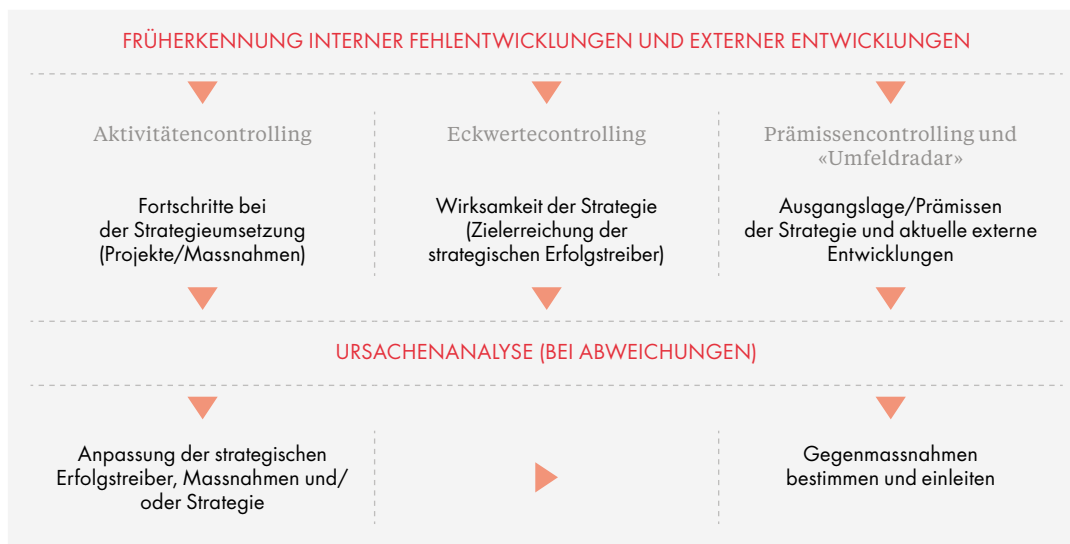 FRÜHERKENNUNG INTERNER FEHLENTWICKLUNGEN UND EXTERNER ENTWICKLUNGEN
Aktivitätencontrolling
Fortschritte bei
der Strategieumsetzung
(Projekte/Massnahmen)
Eckwertecontrolling
Wirksamkeit der Strategie
(Zielerreichung der
strategischen Erfolgstreiber)
Prämissencontrolling und
«Umfeldradar»
Ausgangslage/Prämissen
der Strategie und aktuelle externe
Entwicklungen
URSACHENANALYSE (BEI ABWEICHUNGEN)
Anpassung der strategischen
Erfolgstreiber, Massnahmen und/
oder Strategie
Gegenmassnahmen
bestimmen und einleiten